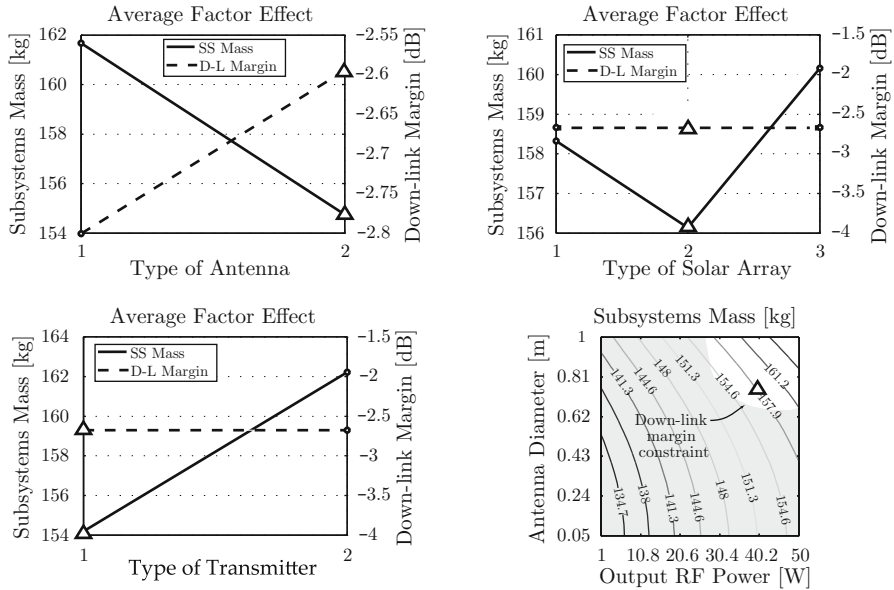 Average Factor Effect
Subsystems Mass [kg]
162
160
158
156
154
SS Mass
D-L Margin
−2.55
−2.6
−2.65
−2.7
−2.75
−2.8
Down-link Margin [dB]
1
2
Type of Antenna
Average Factor Effect
Subsystems Mass [kg]
161
160
159
158
157
156
SS Mass
D-L Margin
−1.5
−2
−2.5
−3
−3.5
−4
Down-link Margin [dB]
1
2
3
Type of Solar Array
Average Factor Effect
Subsystems Mass [kg]
164
162
160
158
156
154
SS Mass
D-L Margin
−1.5
−2
−2.5
−3
−3.5
−4
Down-link Margin [dB]
1
2
Type of Transmitter
Subsystems Mass [kg]
Antenna Diameter [m]
1
0.81
0.62
0.43
0.24
0.05
141.3
144.6
148
151.3
154.6
157.9
161.2
Down-link
margin
constraint
134.7
138
141.3
144.6
148
151.3
154.6
1
10.8
20.6
30.4
40.2
50
Output RF Power [W]